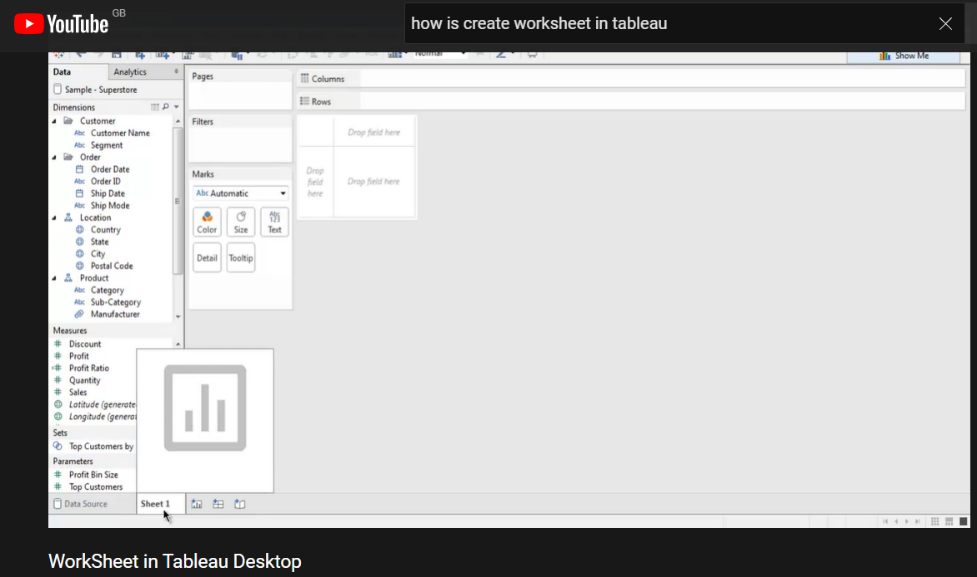 YouTube GB
how is create worksheet in tableau
Normal
Show Me
Data
Analytics
Pages
Columns
Sample - Superstore
Rows
Dimensions
Filters
Customer
Customer Name
Segment
Order
Order Date
Order ID
Ship Date
Ship Mode
Location
Country
State
City
Postal Code
Product
Category
Sub-Category
Manufacturer
Marks
Abc Automatic
Color
Size
Abc
123
Text
Detail
Tooltip
Drop field here
Drop
field
here
Drop field here
Measures
Discount
Profit
Profit Ratio
Quantity
Sales
Latitude (generate
Longitude (genera
Sets
Top Customers by
Parameters
Profit Bin Size
Top Customers
Data Source
Sheet 1
WorkSheet in Tableau Desktop